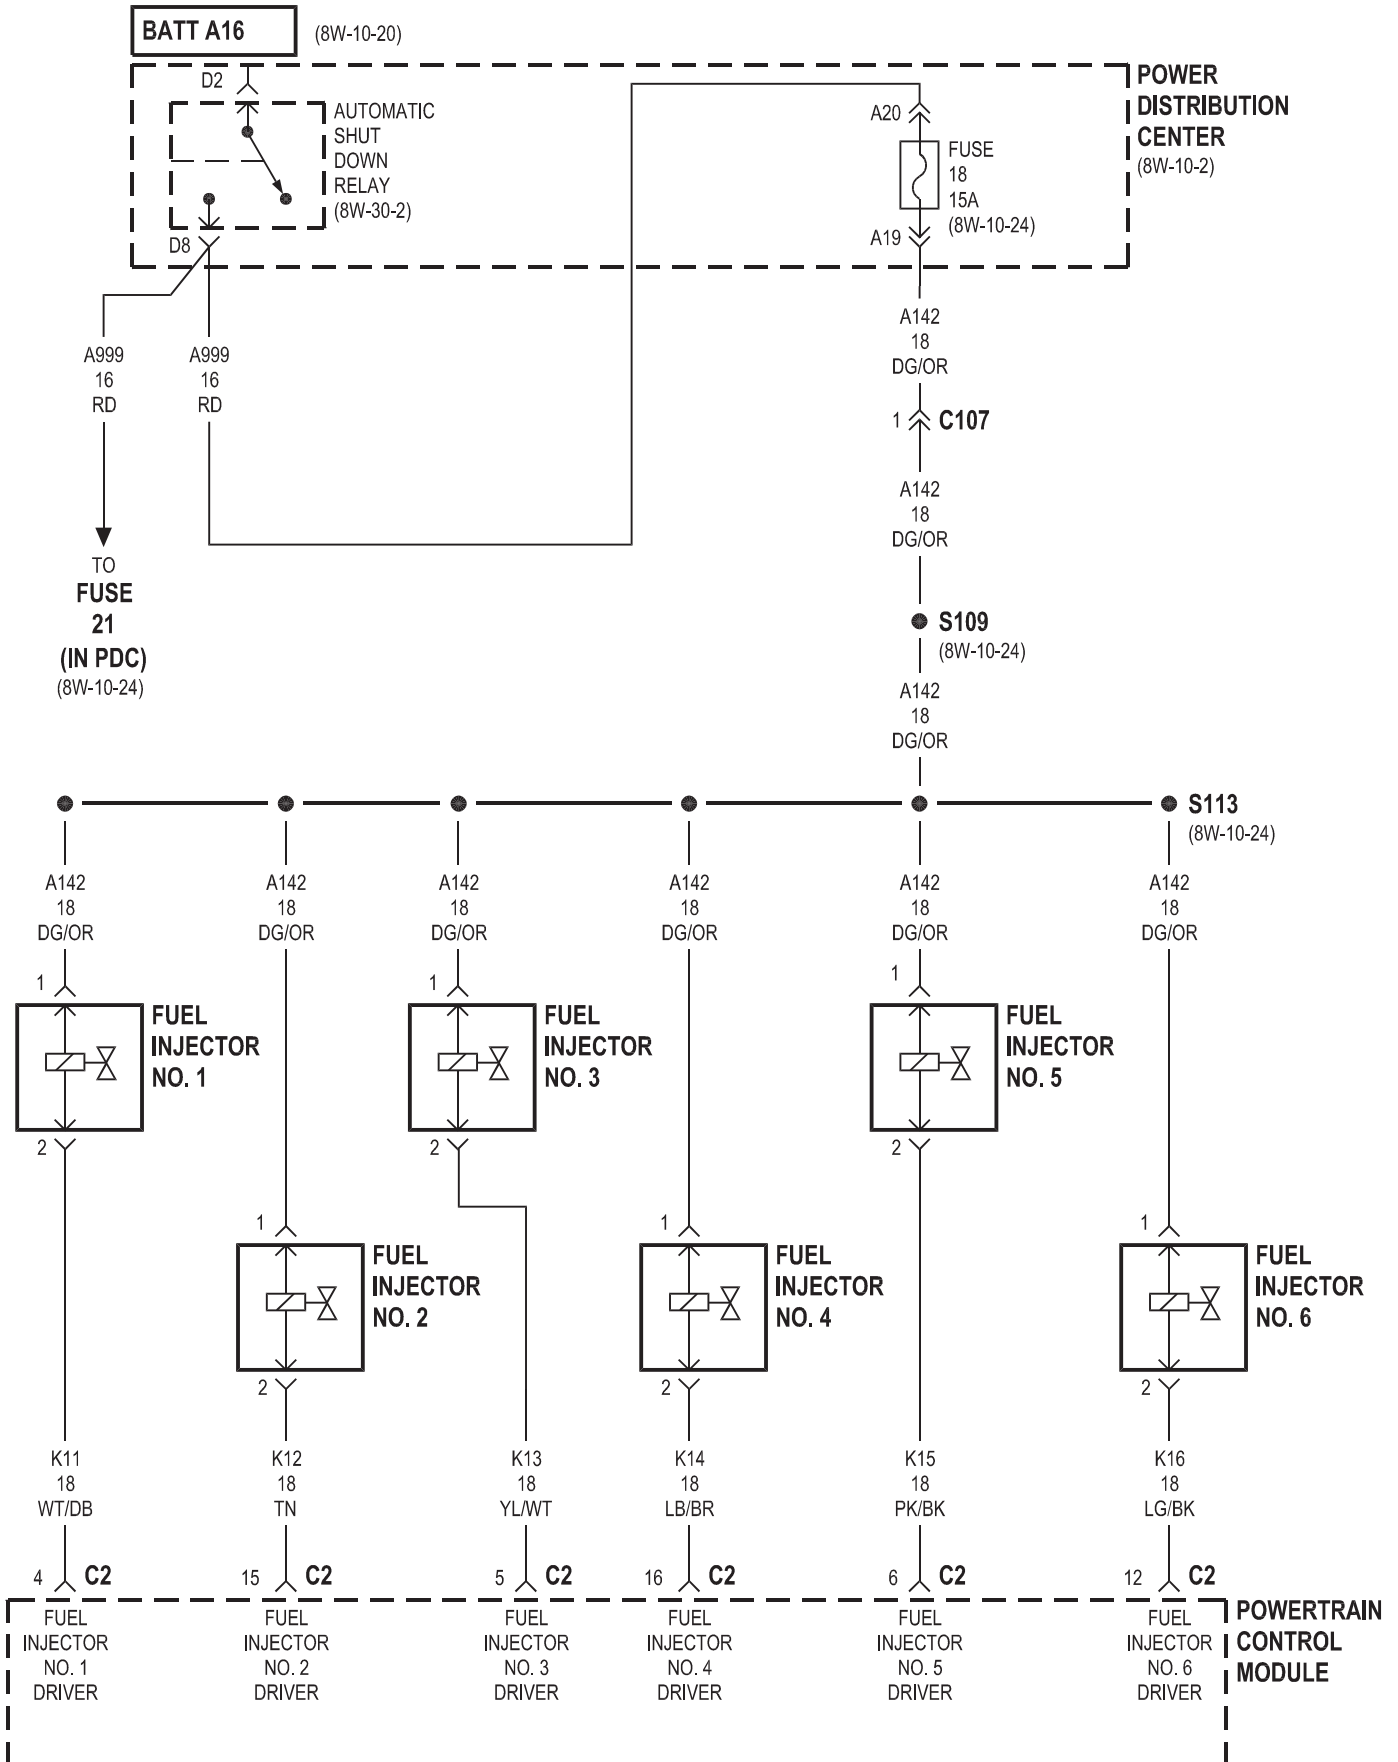 BATT A16
(8W-10-20)
POWER
DISTRIBUTION
CENTER
(8W-10-2)
D2
AUTOMATIC
SHUT
DOWN
RELAY
(8W-30-2)
D8
A20
FUSE
18
15A
(8W-10-24)
A19
A999
16
RD
A999
16
RD
A142
18
DG/OR
1
C107
A142
18
DG/OR
TO
FUSE
21
(IN PDC)
(8W-10-24)
S109
(8W-10-24)
A142
18
DG/OR
S113
(8W-10-24)
A142
18
DG/OR
A142
18
DG/OR
A142
18
DG/OR
A142
18
DG/OR
A142
18
DG/OR
A142
18
DG/OR
1
FUEL
INJECTOR
NO. 1
2
1
FUEL
INJECTOR
NO. 3
2
1
FUEL
INJECTOR
NO. 5
2
1
FUEL
INJECTOR
NO. 2
2
1
FUEL
INJECTOR
NO. 4
2
1
FUEL
INJECTOR
NO. 6
2
K11
18
WT/DB
K12
18
TN
K13
18
YL/WT
K14
18
LB/BR
K15
18
PK/BK
K16
18
LG/BK
4
C2
15
C2
5
C2
16
C2
6
C2
12
C2
FUEL
INJECTOR
NO. 1
DRIVER
FUEL
INJECTOR
NO. 2
DRIVER
FUEL
INJECTOR
NO. 3
DRIVER
FUEL
INJECTOR
NO. 4
DRIVER
FUEL
INJECTOR
NO. 5
DRIVER
FUEL
INJECTOR
NO. 6
DRIVER
POWERTRAIN
CONTROL
MODULE